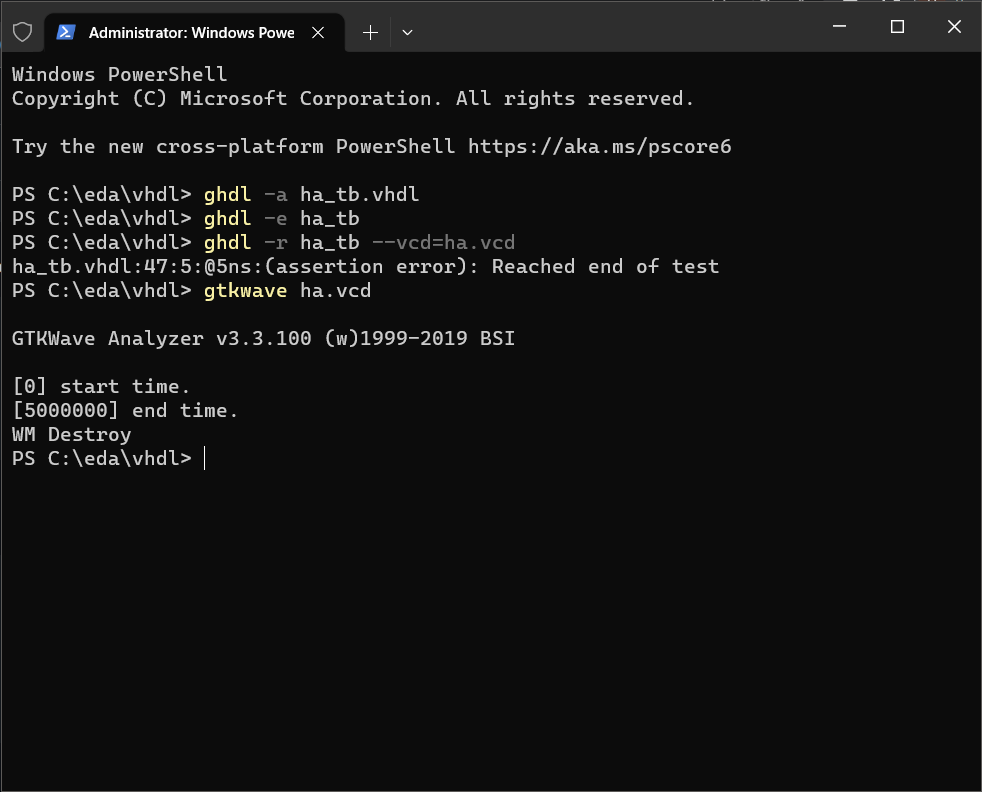 Administrator: Windows Powe
Windows PowerShell
Copyright (C) Microsoft Corporation. All rights reserved.
Try the new cross-platform PowerShell https://aka.ms/pscore6
PS C:\eda\vhdl> ghdl -a ha_tb.vhdl
PS C:\eda\vhdl> ghdl -e ha_tb
PS C:\eda\vhdl> ghdl -r ha_tb --vcd=ha.vcd
ha_tb.vhdl:47:5:@5ns:(assertion error): Reached end of test
PS C:\eda\vhdl> gtkwave ha.vcd
GTKWave Analyzer v3.3.100 (w)1999-2019 BSI
[0] start time.
[5000000] end time.
WM Destroy
PS C:\eda\vhdl>